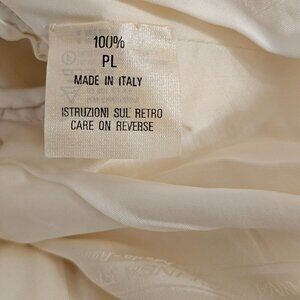 100%
PL
MADE IN ITALY
ISTRUZIONI SUL RETRO
CARE ON REVERSE